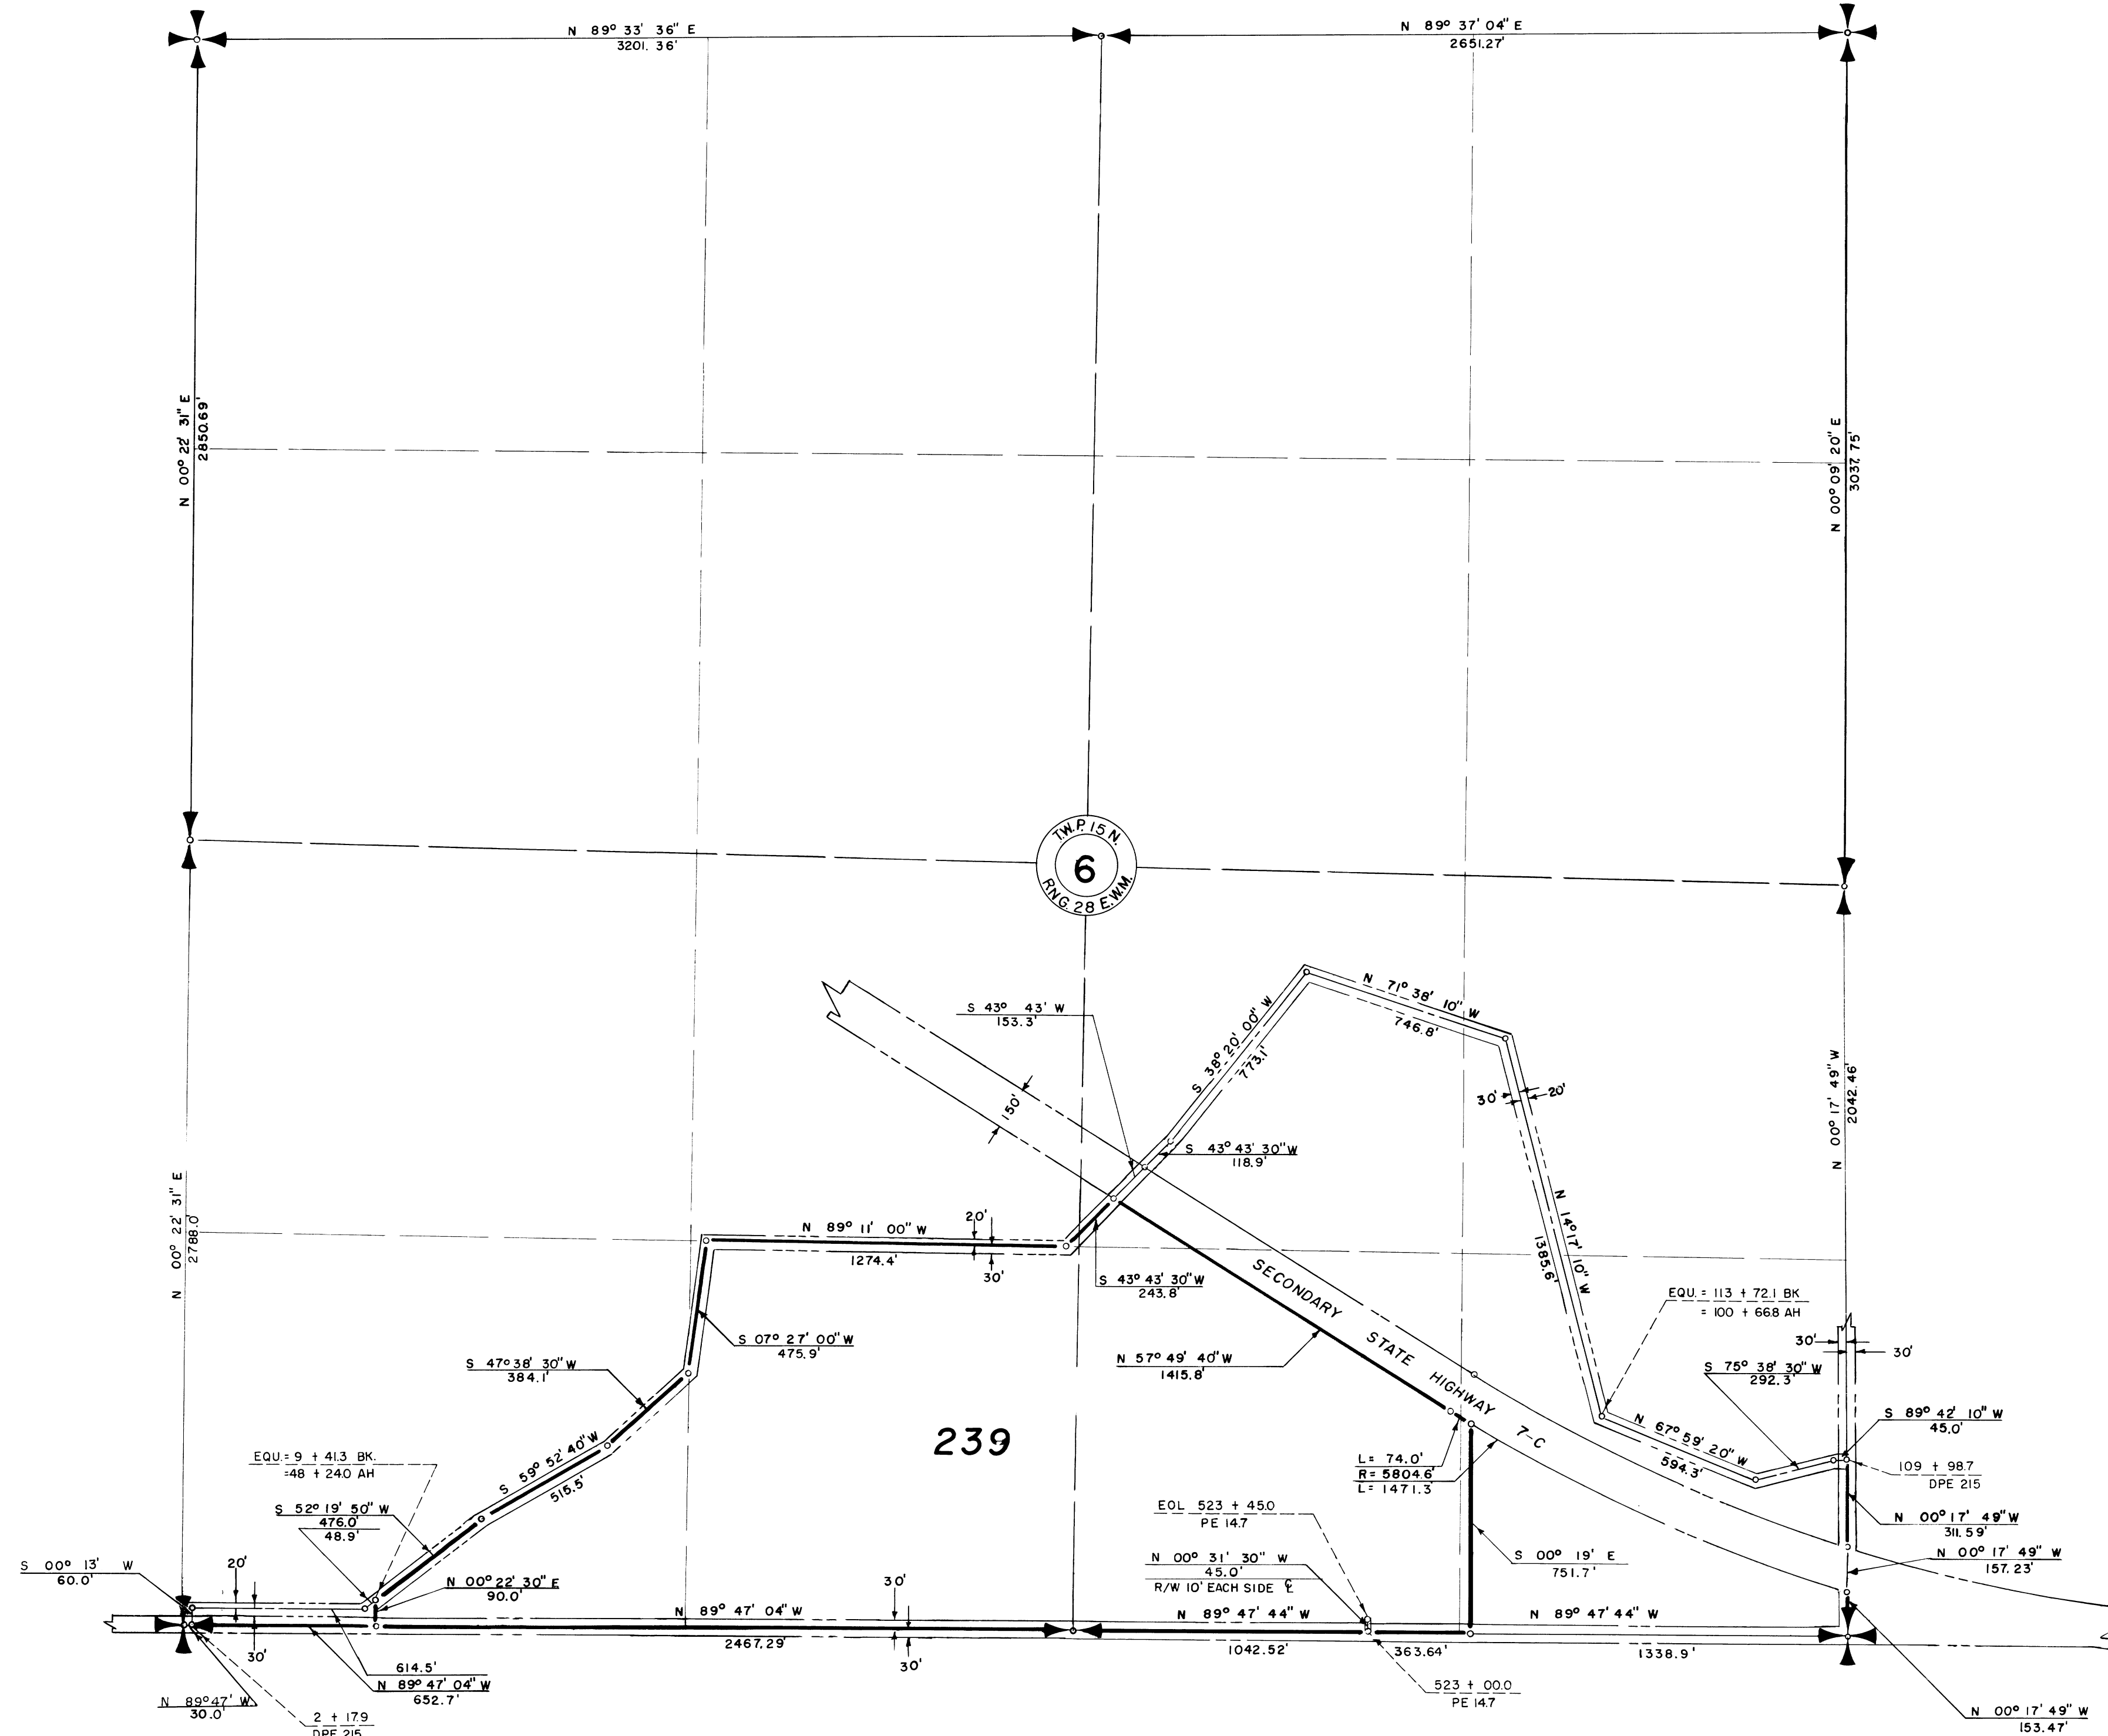 N 89° 33' 36" E
3201.36'
N 89° 37' 04" E
2651.27'
N 00° 22' 31" E
2850.69'
N 00° 09' 20" E
3037.75'
T.W.P. 15 N.
6
RNG. 28 E.W.M.
S 43° 43' W
153.3'
S 38° 20' 00" W
773.1'
N 71° 38' 10" W
746.8'
150'
30'
20'
N 00° 17' 49" W
2042.46'
S 43° 43' 30" W
118.9'
N 00° 22' 31" E
2788.0'
N 89° 11' 00" W
1274.4'
20'
30'
S 43° 43' 30" W
243.8'
N 14° 17' 10" W
1385.6'
SECONDARY STATE HIGHWAY 7-C
EQU. = 113 + 72.1 BK
= 100 + 66.8 AH
S 07° 27' 00" W
475.9'
N 57° 49' 40" W
1415.8'
30'
30'
S 47° 38' 30" W
384.1'
S 75° 38' 30" W
292.3'
S 89° 42' 10" W
45.0'
239
N 67° 59' 20" W
594.3'
S 59° 52' 40" W
515.5'
EQU. = 9 + 41.3 BK.
=48 + 24.0 AH
L= 74.0'
R= 5804.6'
L= 1471.3'
109 + 98.7
DPE 215
EOL 523 + 45.0
PE 14.7
S 52° 19' 50" W
476.0'
48.9'
N 00° 17' 49" W
311.59'
N 00° 31' 30" W
45.0'
R/W 10' EACH SIDE ℄
S 00° 19' E
751.7'
N 00° 17' 49" W
157.23'
S 00° 13' W
60.0'
20'
N 00° 22' 30" E
90.0'
30'
N 89° 47' 04" W
2467.29'
N 89° 47' 44" W
1042.52'
363.64'
N 89° 47' 44" W
1338.9'
30'
30'
614.5'
N 89° 47' 04" W
652.7'
N 89° 47' W
30.0'
2 + 17.9
DPE 215
523 + 00.0
PE 14.7
N 00° 17' 49" W
153.47'